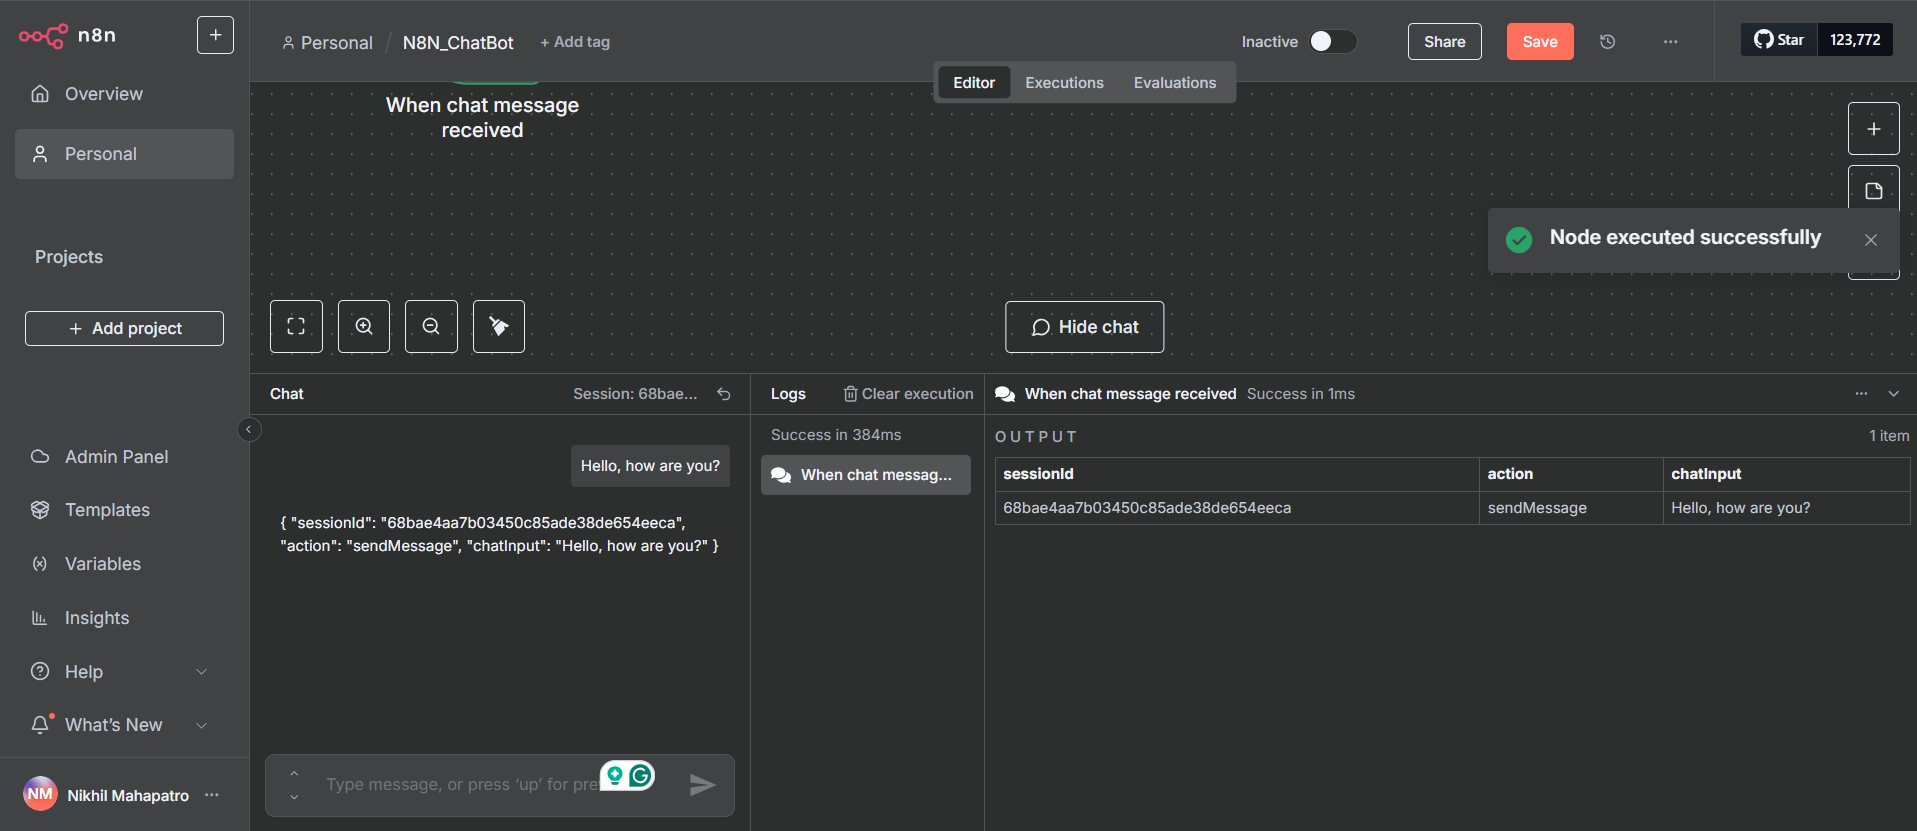 n8n
Personal / N8N_ChatBot + Add tag
Inactive
Share
Save
Star 123,772
Editor Executions Evaluations
Overview
Personal
Projects
+ Add project
Admin Panel
Templates
Variables
Insights
Help
What's New
NM Nikhil Mahapatro
When chat message
received
Node executed successfully
Hide chat
Chat
Session: 68bae...
Hello, how are you?
{ "sessionId": "68bae4aa7b03450c85ade38de654eeca",
"action": "sendMessage", "chatInput": "Hello, how are you?" }
Type message, or press ‘up’ for pre
Logs
Clear execution
Success in 384ms
When chat messag...
When chat message received Success in 1ms
OUTPUT
1 item
sessionId action chatInput
68bae4aa7b03450c85ade38de654eeca sendMessage Hello, how are you?